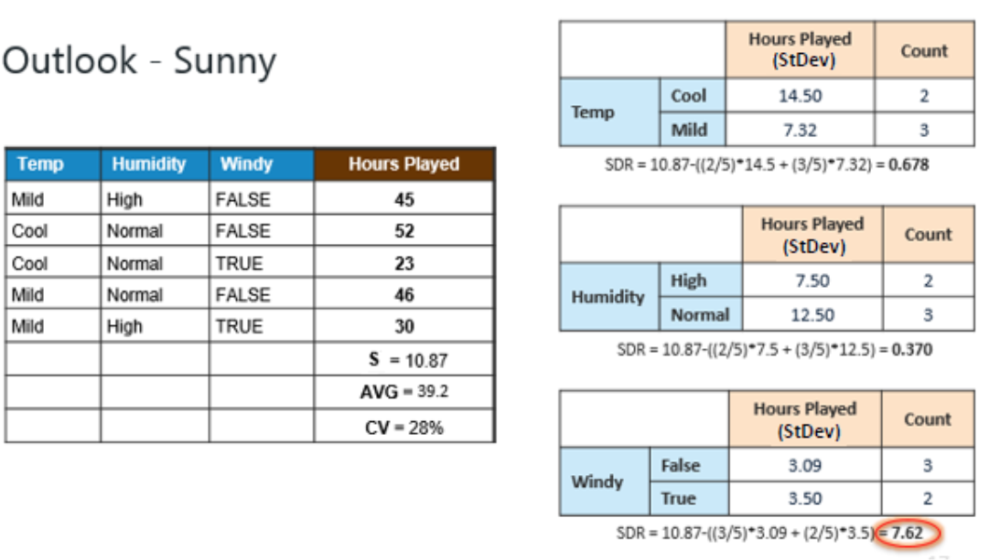 Outlook - Sunny
Temp Humidity Windy Hours Played
Mild High FALSE 45
Cool Normal FALSE 52
Cool Normal TRUE 23
Mild Normal FALSE 46
Mild High TRUE 30
S = 10.87
AVG = 39.2
CV = 28%
Hours Played
(StDev) Count
Temp Cool 14.50 2
Mild 7.32 3
SDR = 10.87-((2/5)*14.5 + (3/5)*7.32) = 0.678
Hours Played
(StDev) Count
Humidity High 7.50 2
Normal 12.50 3
SDR = 10.87-((2/5)*7.5 + (3/5)*12.5) = 0.370
Hours Played
(StDev) Count
Windy False 3.09 3
True 3.50 2
SDR = 10.87-((3/5)*3.09 + (2/5)*3.5) = 7.62